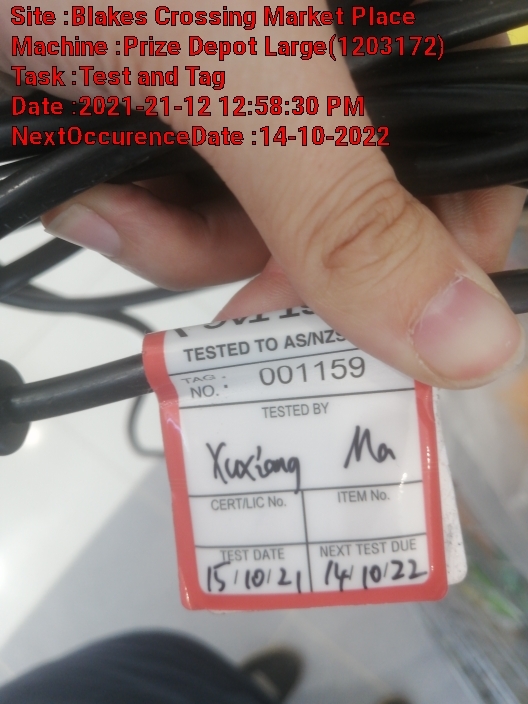 Site :Blakes Crossing Market Place
Machine :Prize Depot Large(1203172)
Task :Test and Tag
Date :2021-21-12 12:58:30 PM
NextOccurenceDate :14-10-2022
TESTED TO AS/NZS
TAG NO.: 001159
TESTED BY
Xuxiang Ma
CERT/LIC No. ITEM No.
TEST DATE NEXT TEST DUE
15/10/21 14/10/22